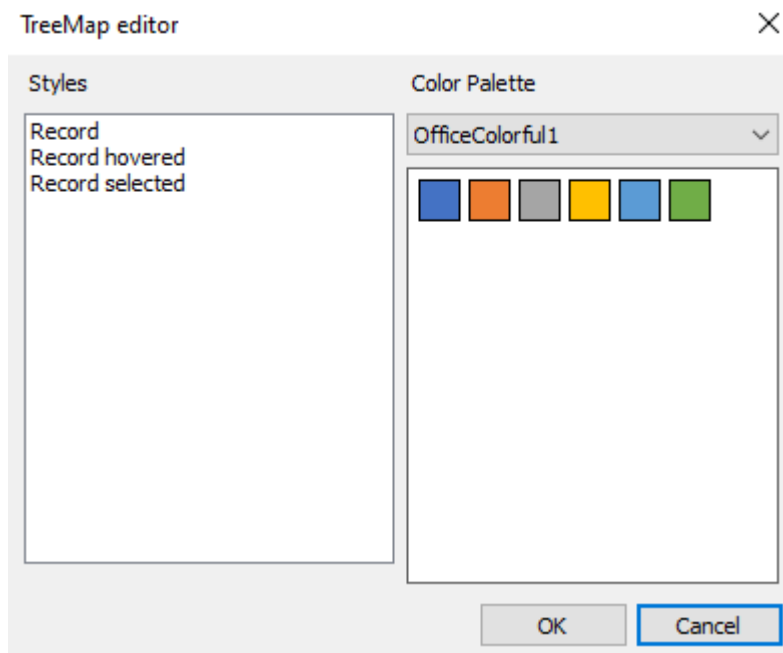 TreeMap editor
Styles
Color Palette
Record
Record hovered
Record selected
OfficeColorful1
OK
Cancel